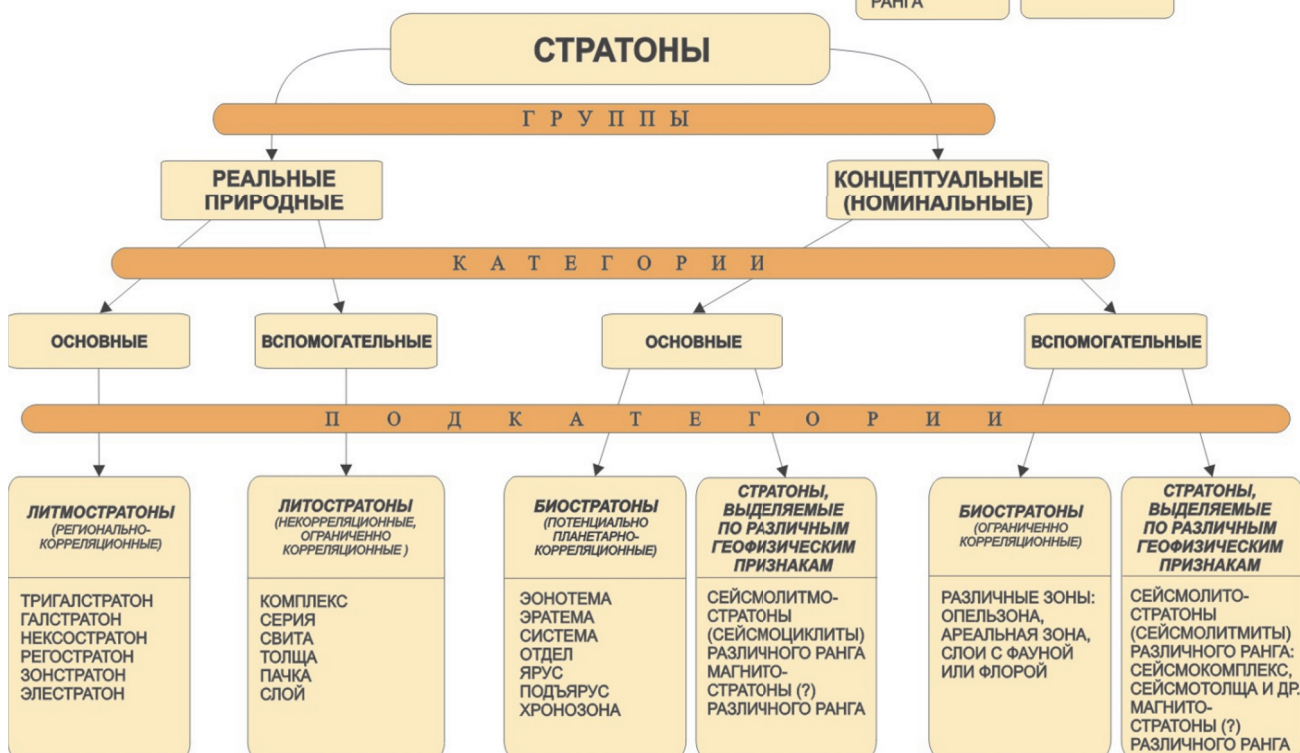 РАНГА
СТРАТОНЫ
ГРУППЫ
РЕАЛЬНЫЕ
ПРИРОДНЫЕ
КОНЦЕПТУАЛЬНЫЕ
(НОМИНАЛЬНЫЕ)
КАТЕГОРИИ
ОСНОВНЫЕ
ВСПОМОГАТЕЛЬНЫЕ
ОСНОВНЫЕ
ВСПОМОГАТЕЛЬНЫЕ
ПОДКАТЕГОРИИ
ЛИТМОСТРАТОНЫ
(РЕГИОНАЛЬНО-
КОРРЕЛЯЦИОННЫЕ)
ТРИГАЛСТРАТОН
ГАЛСТРАТОН
НЕКСОСТРАТОН
РЕГОСТРАТОН
ЗОНСТРАТОН
ЭЛЕСТРАТОН
ЛИТОСТРАТОНЫ
(НЕКОРРЕЛЯЦИОННЫЕ,
ОГРАНИЧЕННО
КОРРЕЛЯЦИОННЫЕ )
КОМПЛЕКС
СЕРИЯ
СВИТА
ТОЛЩА
ПАЧКА
СЛОЙ
БИОСТРАТОНЫ
(ПОТЕНЦИАЛЬНО
ПЛАНЕТАРНО-
КОРРЕЛЯЦИОННЫЕ)
ЭОНОТЕМА
ЭРАТЕМА
СИСТЕМА
ОТДЕЛ
ЯРУС
ПОДЪЯРУС
ХРОНОЗОНА
СТРАТОНЫ,
ВЫДЕЛЯЕМЫЕ
ПО РАЗЛИЧНЫМ
ГЕОФИЗИЧЕСКИМ
ПРИЗНАКАМ
СЕЙСМОЛИТМО-
СТРАТОНЫ
(СЕЙСМОЦИКЛИТЫ)
РАЗЛИЧНОГО РАНГА
МАГНИТО-
СТРАТОНЫ (?)
РАЗЛИЧНОГО РАНГА
БИОСТРАТОНЫ
(ОГРАНИЧЕННО
КОРРЕЛЯЦИОННЫЕ)
РАЗЛИЧНЫЕ ЗОНЫ:
ОПЕЛЬЗОНА,
АРЕАЛЬНАЯ ЗОНА,
СЛОИ С ФАУНОЙ
ИЛИ ФЛОРОЙ
СТРАТОНЫ,
ВЫДЕЛЯЕМЫЕ
ПО РАЗЛИЧНЫМ
ГЕОФИЗИЧЕСКИМ
ПРИЗНАКАМ
СЕЙСМОЛИТО-
СТРАТОНЫ
(СЕЙСМОЛИТМИТЫ)
РАЗЛИЧНОГО РАНГА:
СЕЙСМОКОМПЛЕКС,
СЕЙСМОТОЛЩА И ДР.
МАГНИТО-
СТРАТОНЫ (?)
РАЗЛИЧНОГО РАНГА